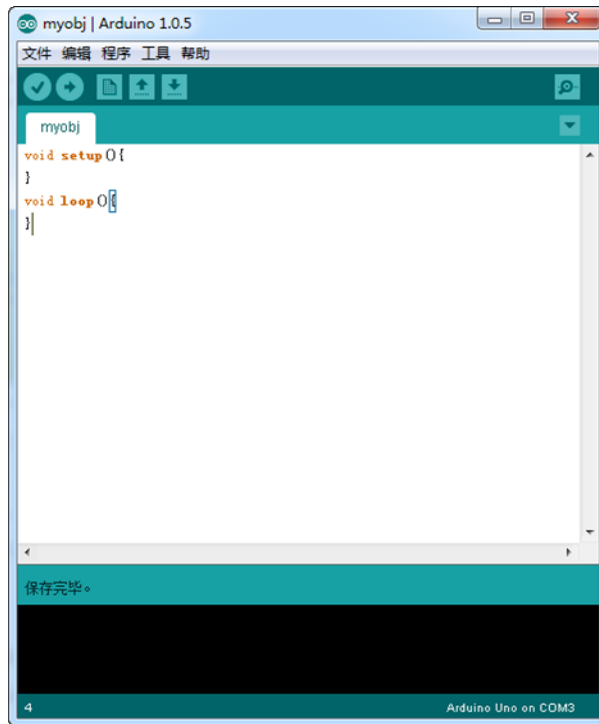 myobj | Arduino 1.0.5
文件 编辑 程序 工具 帮助
myobj
void setup(){
}
void loop(){
}
保存完毕。
4
Arduino Uno on COM3